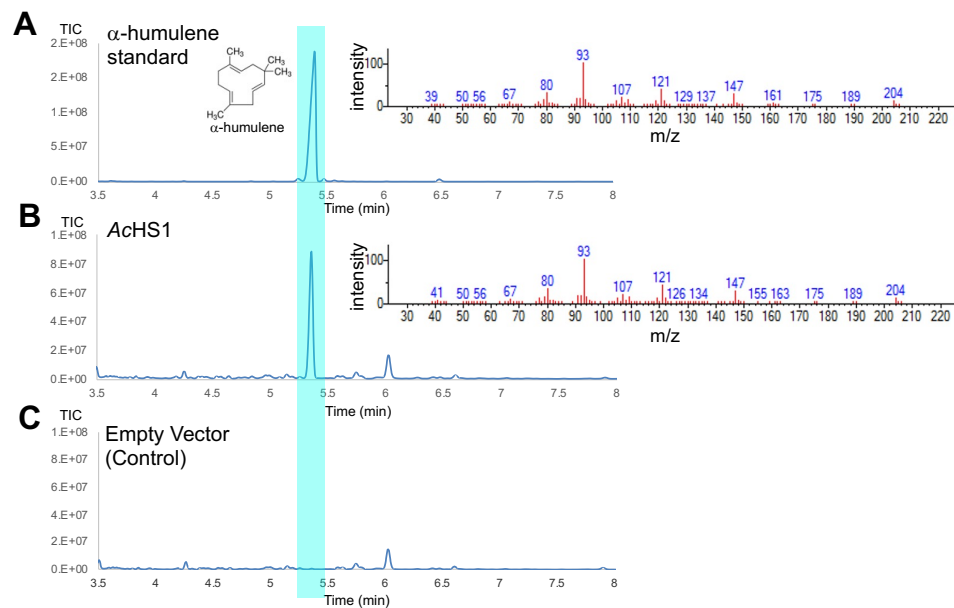 A
TIC
α-humulene
standard
2.E+08
2.E+08
1.E+08
5.E+07
0.E+00
CH₃
CH₃
CH₃
H₃C
α-humulene
intensity
100
0
39 50 56 67 80 93 107 121 129 137 147 161 175 189 204
30 40 50 60 70 80 90 100 110 120 130 140 150 160 170 180 190 200 210 220
m/z
3.5 4 4.5 5 5.5 6 6.5 7 7.5 8
Time (min)
B
TIC
AcHS1
1.E+08
8.E+07
6.E+07
4.E+07
2.E+07
0.E+00
intensity
100
0
41 50 56 67 80 93 107 121 126 134 147 155 163 175 189 204
30 40 50 60 70 80 90 100 110 120 130 140 150 160 170 180 190 200 210 220
m/z
3.5 4 4.5 5 5.5 6 6.5 7 7.5 8
Time (min)
C
TIC
Empty Vector
(Control)
1.E+08
8.E+07
6.E+07
4.E+07
2.E+07
0.E+00
3.5 4 4.5 5 5.5 6 6.5 7 7.5 8
Time (min)